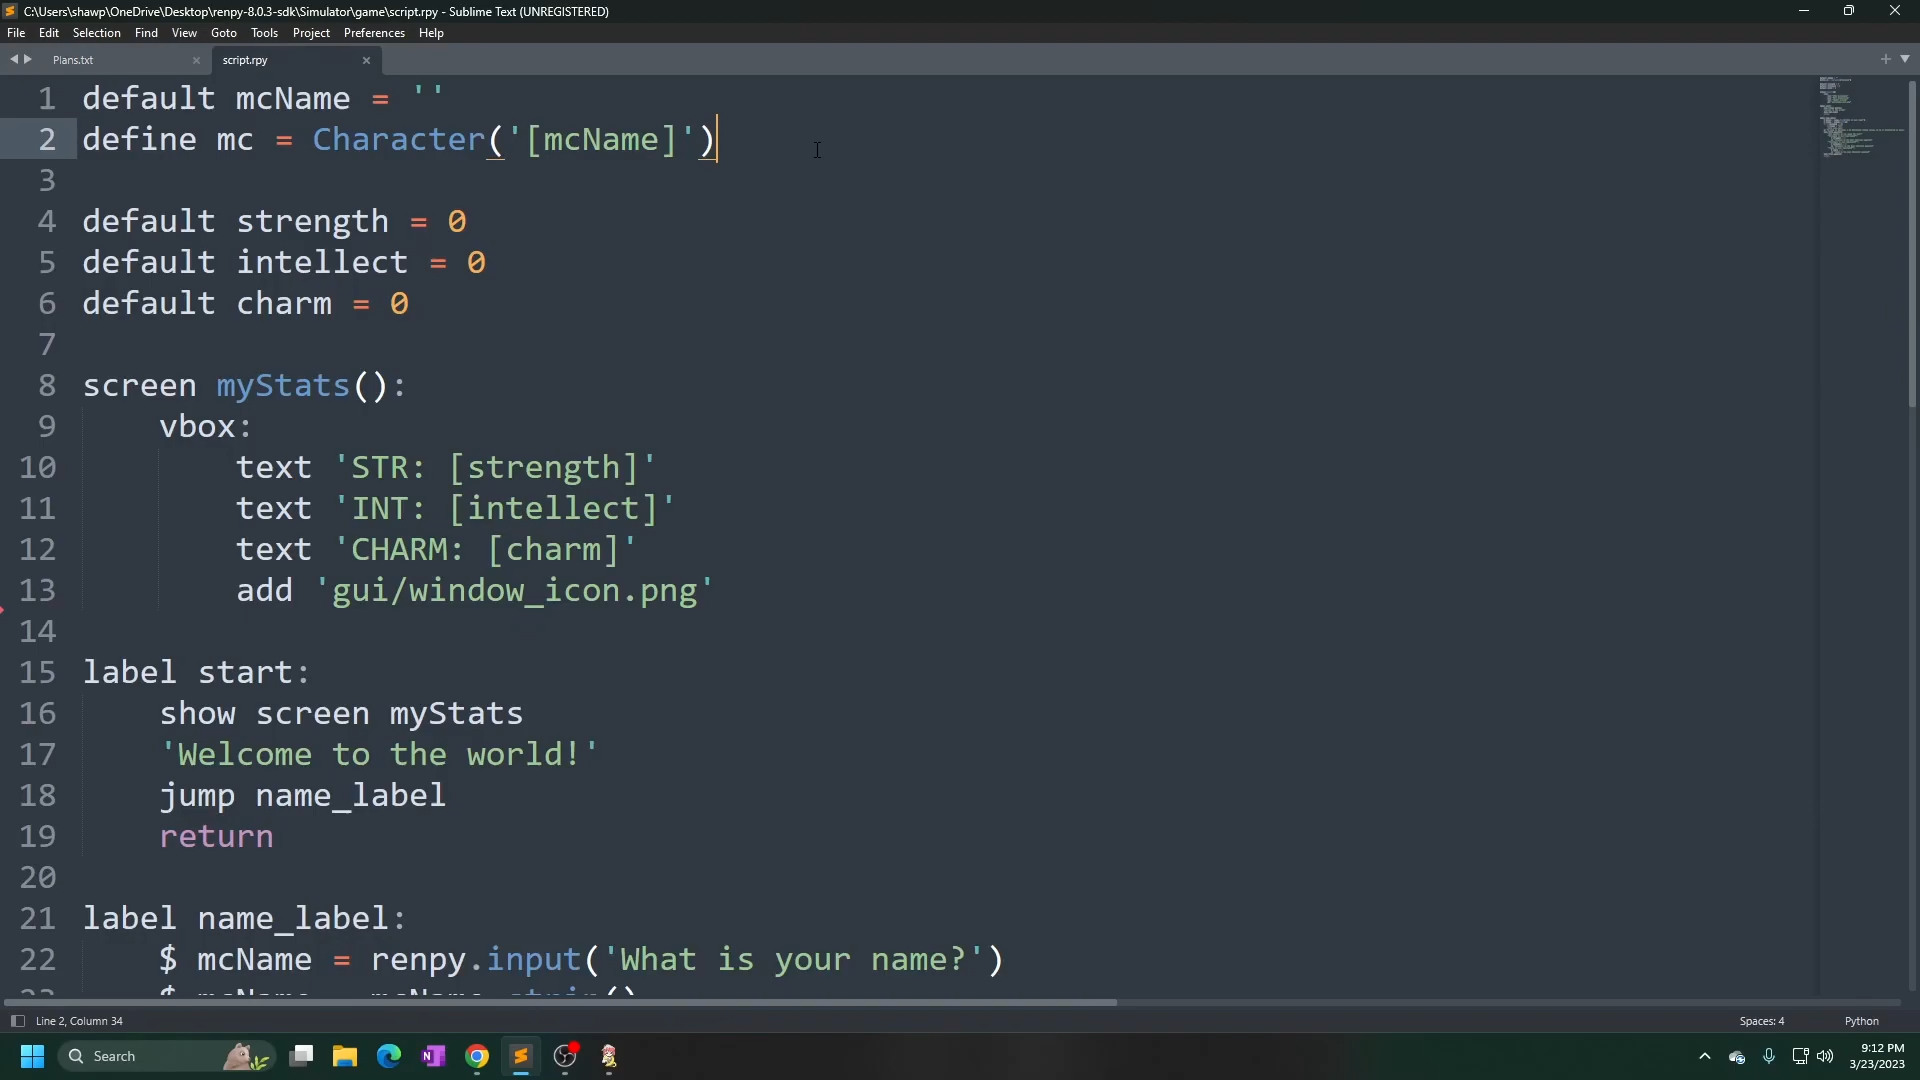 C:\Users\shawp\OneDrive\Desktop\renpy-8.0.3-sdk\Simulator\game\script.rpy - Sublime Text (UNREGISTERED)
File Edit Selection Find View Goto Tools Project Preferences Help
Plans.txt script.rpy
1 default mcName = ''
2 define mc = Character('[mcName]')
3
4 default strength = 0
5 default intellect = 0
6 default charm = 0
7
8 screen myStats():
9 vbox:
10 text 'STR: [strength]'
11 text 'INT: [intellect]'
12 text 'CHARM: [charm]'
13 add 'gui/window_icon.png'
14
15 label start:
16 show screen myStats
17 'Welcome to the world!'
18 jump name_label
19 return
20
21 label name_label:
22 $ mcName = renpy.input('What is your name?')
Line 2, Column 34 Spaces: 4 Python
Search
9:12 PM
3/23/2023